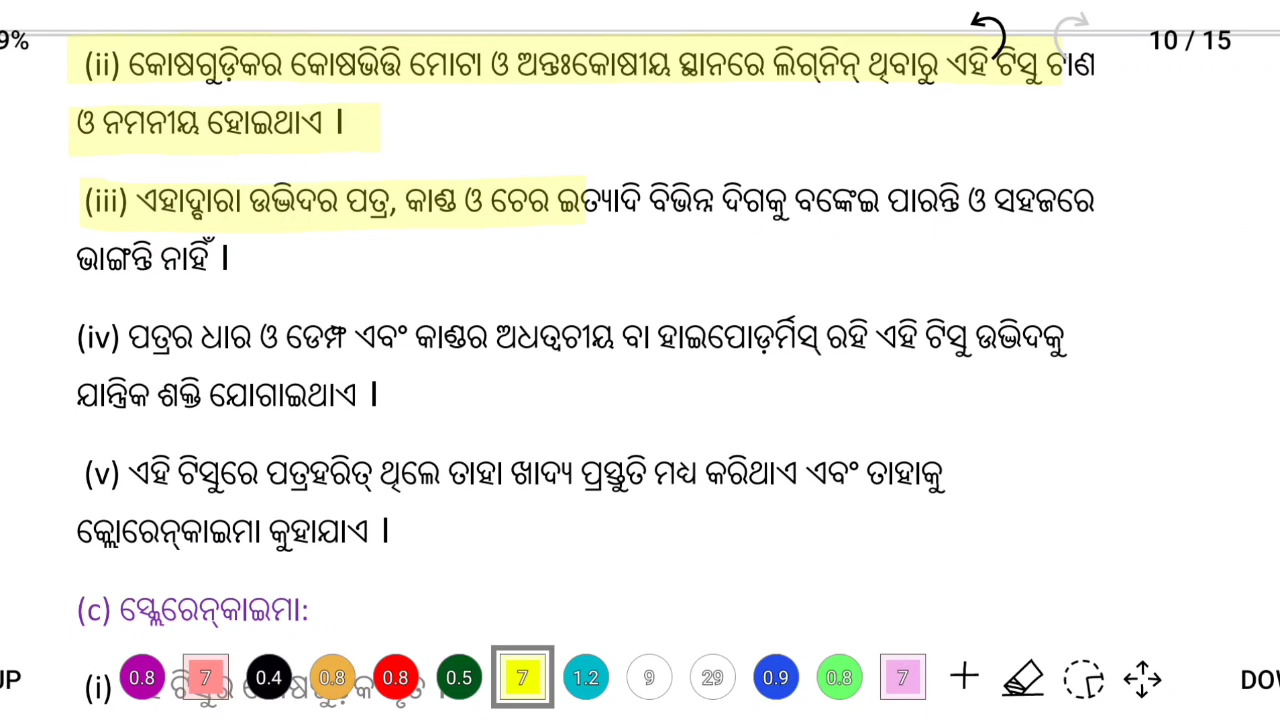 9%
10 / 15
(ii) କୋଷଗୁଡ଼ିକର କୋଷଭିତ୍ତି ମୋଟା ଓ ଅନ୍ତଃକୋଷୀୟ ସ୍ଥାନରେ ଲିଗ୍‌ନିନ୍ ଥିବାରୁ ଏହି ଟିସୁ ଟାଣ
ଓ ନମନୀୟ ହୋଇଥାଏ ।
(iii) ଏହାଦ୍ବାରା ଉଦ୍ଭିଦର ପତ୍ର, କାଣ୍ଡ ଓ ଚେର ଇତ୍ୟାଦି ବିଭିନ୍ନ ଦିଗକୁ ବଙ୍କେଇ ପାରନ୍ତି ଓ ସହଜରେ
ଭାଙ୍ଗନ୍ତି ନାହିଁ ।
(iv) ପତ୍ରର ଧାର ଓ ଡେମ୍ଫ ଏବଂ କାଣ୍ଡର ଅଧତ୍ୱଚୀୟ ବା ହାଇପୋଡ଼ର୍ମିସ୍ ରହି ଏହି ଟିସୁ ଉଦ୍ଭିଦକୁ
ଯାନ୍ତ୍ରିକ ଶକ୍ତି ଯୋଗାଇଥାଏ ।
(v) ଏହି ଟିସୁରେ ପତ୍ରହରିତ୍ ଥିଲେ ତାହା ଖାଦ୍ୟ ପ୍ରସ୍ତୁତି ମଧ୍ୟ କରିଥାଏ ଏବଂ ତାହାକୁ
କ୍ଲୋରେନ୍‌କାଇମା କୁହାଯାଏ ।
(c) ସ୍କ୍ଲେରେନ୍‌କାଇମା:
(i)
UP 0.8 7 0.4 0.8 0.8 0.5 7 1.2 9 29 0.9 0.8 7 DOW